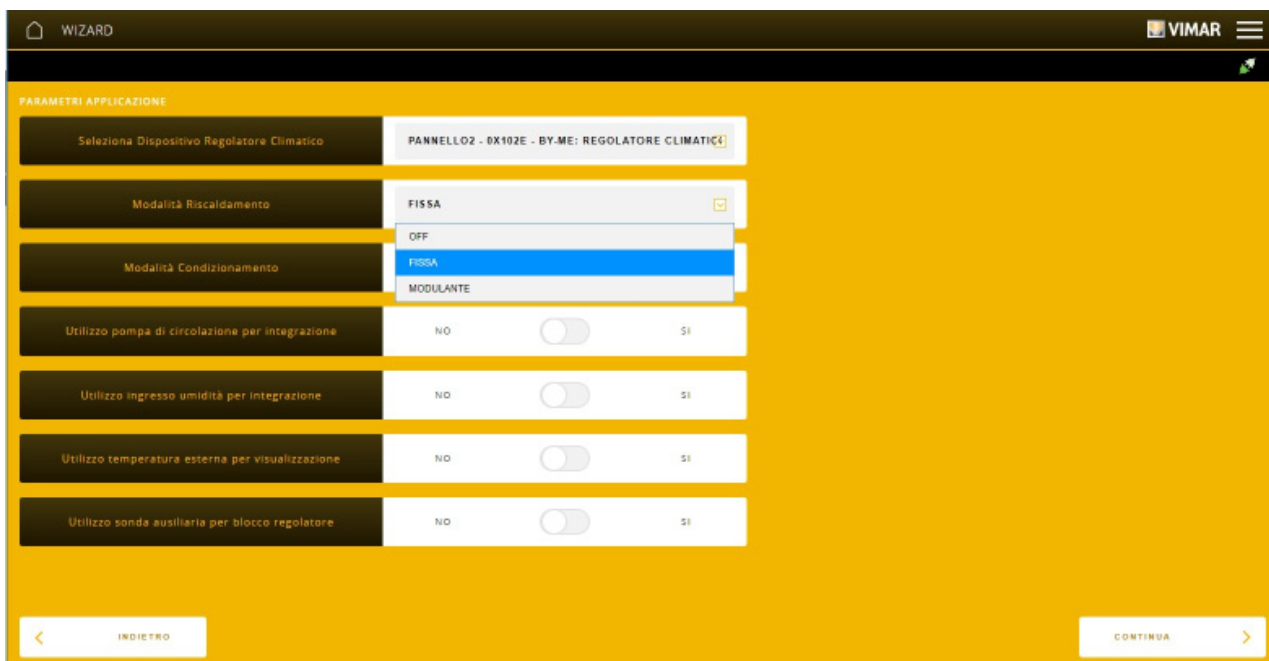 WIZARD
VIMAR
PARAMETRI APPLICAZIONE
Seleziona Dispositivo Regolatore Climatico
PANNELLO2 - 0X102E - BY-ME: REGOLATORE CLIMATIC
Modalità Riscaldamento
FISSA
OFF
FISSA
MODULANTE
Modalità Condizionamento
Utilizzo pompa di circolazione per integrazione
NO SI
Utilizzo ingresso umidità per integrazione
NO SI
Utilizzo temperatura esterna per visualizzazione
NO SI
Utilizzo sonda ausiliaria per blocco regolatore
NO SI
INDIETRO
CONTINUA